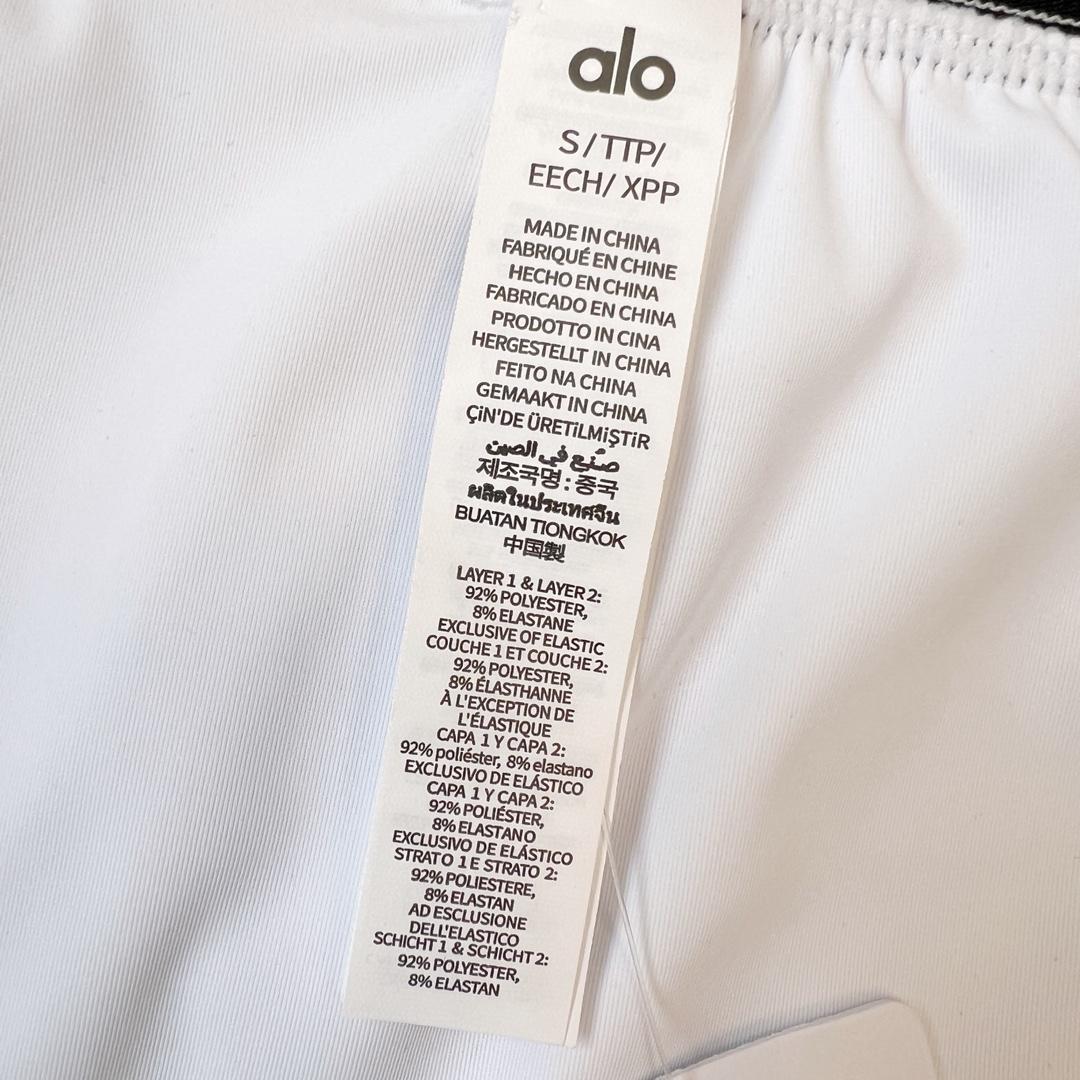 alo
S / TTP/
EECH/ XPP
MADE IN CHINA
FABRIQUÉ EN CHINE
HECHO EN CHINA
FABRICADO EN CHINA
PRODOTTO IN CINA
HERGESTELLT IN CHINA
FEITO NA CHINA
GEMAAKT IN CHINA
ÇiN'DE ÜRETiLMiŞTiR
صُنع في الصين
제조국명 : 중국
ผลิตในประเทศจีน
BUATAN TIONGKOK
中国製
LAYER 1 & LAYER 2:
92% POLYESTER,
8% ELASTANE
EXCLUSIVE OF ELASTIC
COUCHE 1 ET COUCHE 2:
92% POLYESTER,
8% ÉLASTHANNE
À L'EXCEPTION DE
L'ÉLASTIQUE
CAPA 1 Y CAPA 2:
92% poliéster, 8% elastano
EXCLUSIVO DE ELÁSTICO
CAPA 1 Y CAPA 2:
92% POLIÉSTER,
8% ELASTANO
EXCLUSIVO DE ELÁSTICO
STRATO 1 E STRATO 2:
92% POLIESTERE,
8% ELASTAN
AD ESCLUSIONE
DELL'ELASTICO
SCHICHT 1 & SCHICHT 2:
92% POLYESTER,
8% ELASTAN